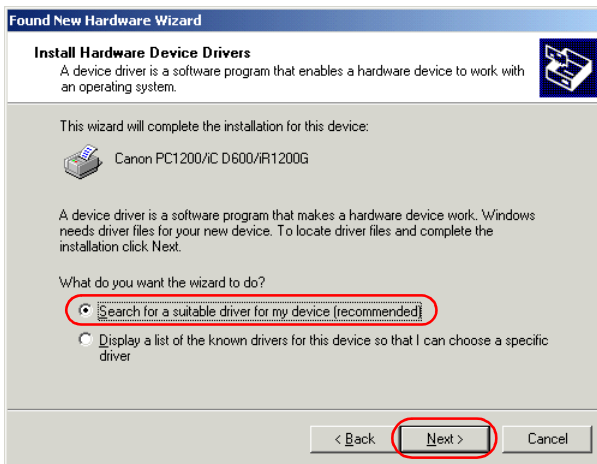 Found New Hardware Wizard
Install Hardware Device Drivers
A device driver is a software program that enables a hardware device to work with
an operating system.
This wizard will complete the installation for this device:
Canon PC1200/iC D600/iR1200G
A device driver is a software program that makes a hardware device work. Windows
needs driver files for your new device. To locate driver files and complete the
installation click Next.
What do you want the wizard to do?
Search for a suitable driver for my device (recommended)
Display a list of the known drivers for this device so that I can choose a specific
driver
< Back Next > Cancel